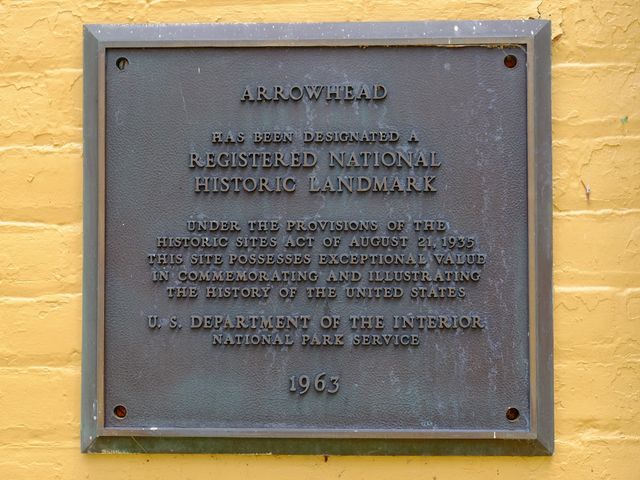 ARROWHEAD
HAS BEEN DESIGNATED A
REGISTERED NATIONAL
HISTORIC LANDMARK
UNDER THE PROVISIONS OF THE
HISTORIC SITES ACT OF AUGUST 21, 1935
THIS SITE POSSESSES EXCEPTIONAL VALUE
IN COMMEMORATING AND ILLUSTRATING
THE HISTORY OF THE UNITED STATES
U. S. DEPARTMENT OF THE INTERIOR
NATIONAL PARK SERVICE
1963